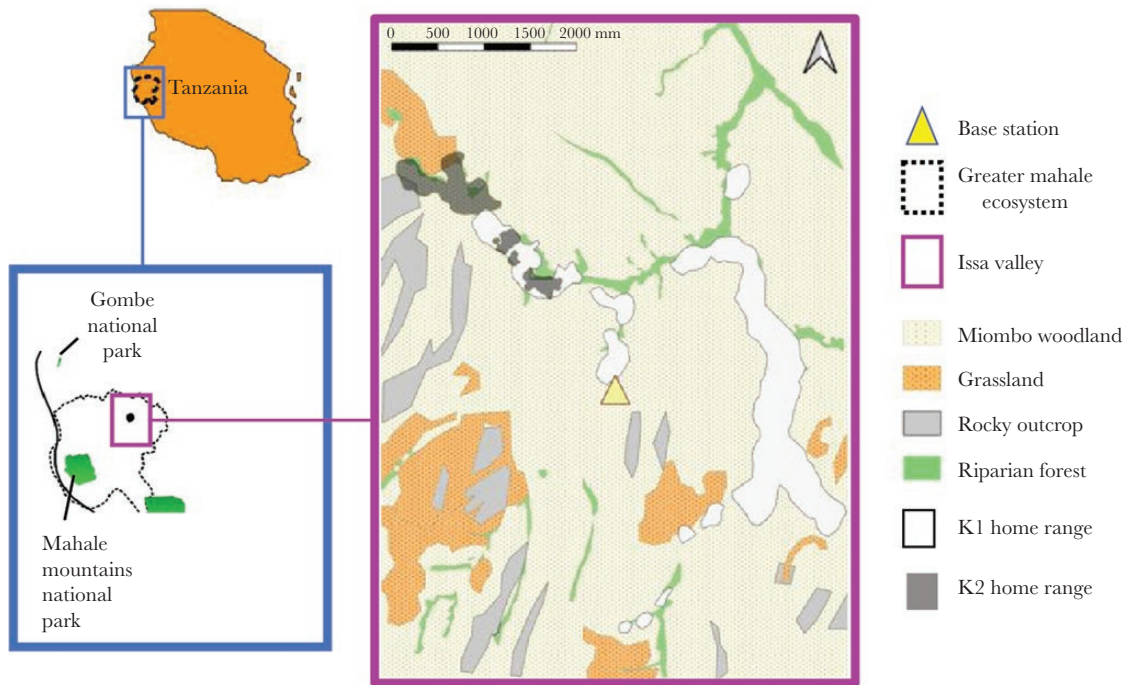 Tanzania
Gombe
national
park
Mahale
mountains
national
park
0 500 1000 1500 2000 mm
Base station
Greater mahale
ecosystem
Issa valley
Miombo woodland
Grassland
Rocky outcrop
Riparian forest
K1 home range
K2 home range